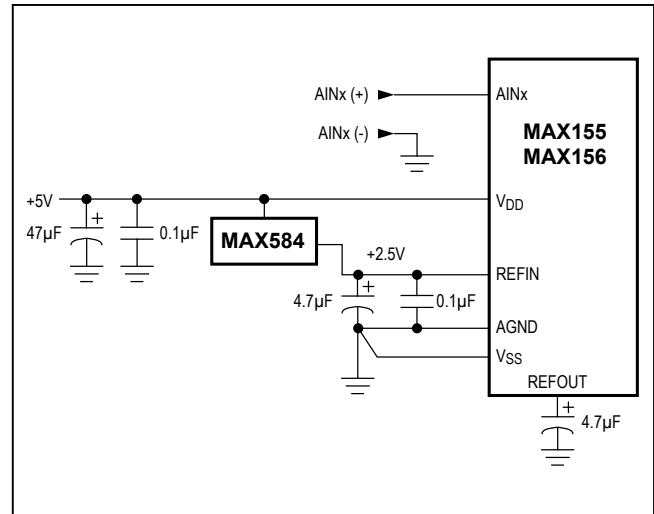 AINx (+)
AINx
AINx (-)
MAX155
MAX156
+5V
VDD
47µF
+
0.1µF
MAX584
+2.5V
REFIN
4.7µF
+
0.1µF
AGND
VSS
REFOUT
+
4.7µF